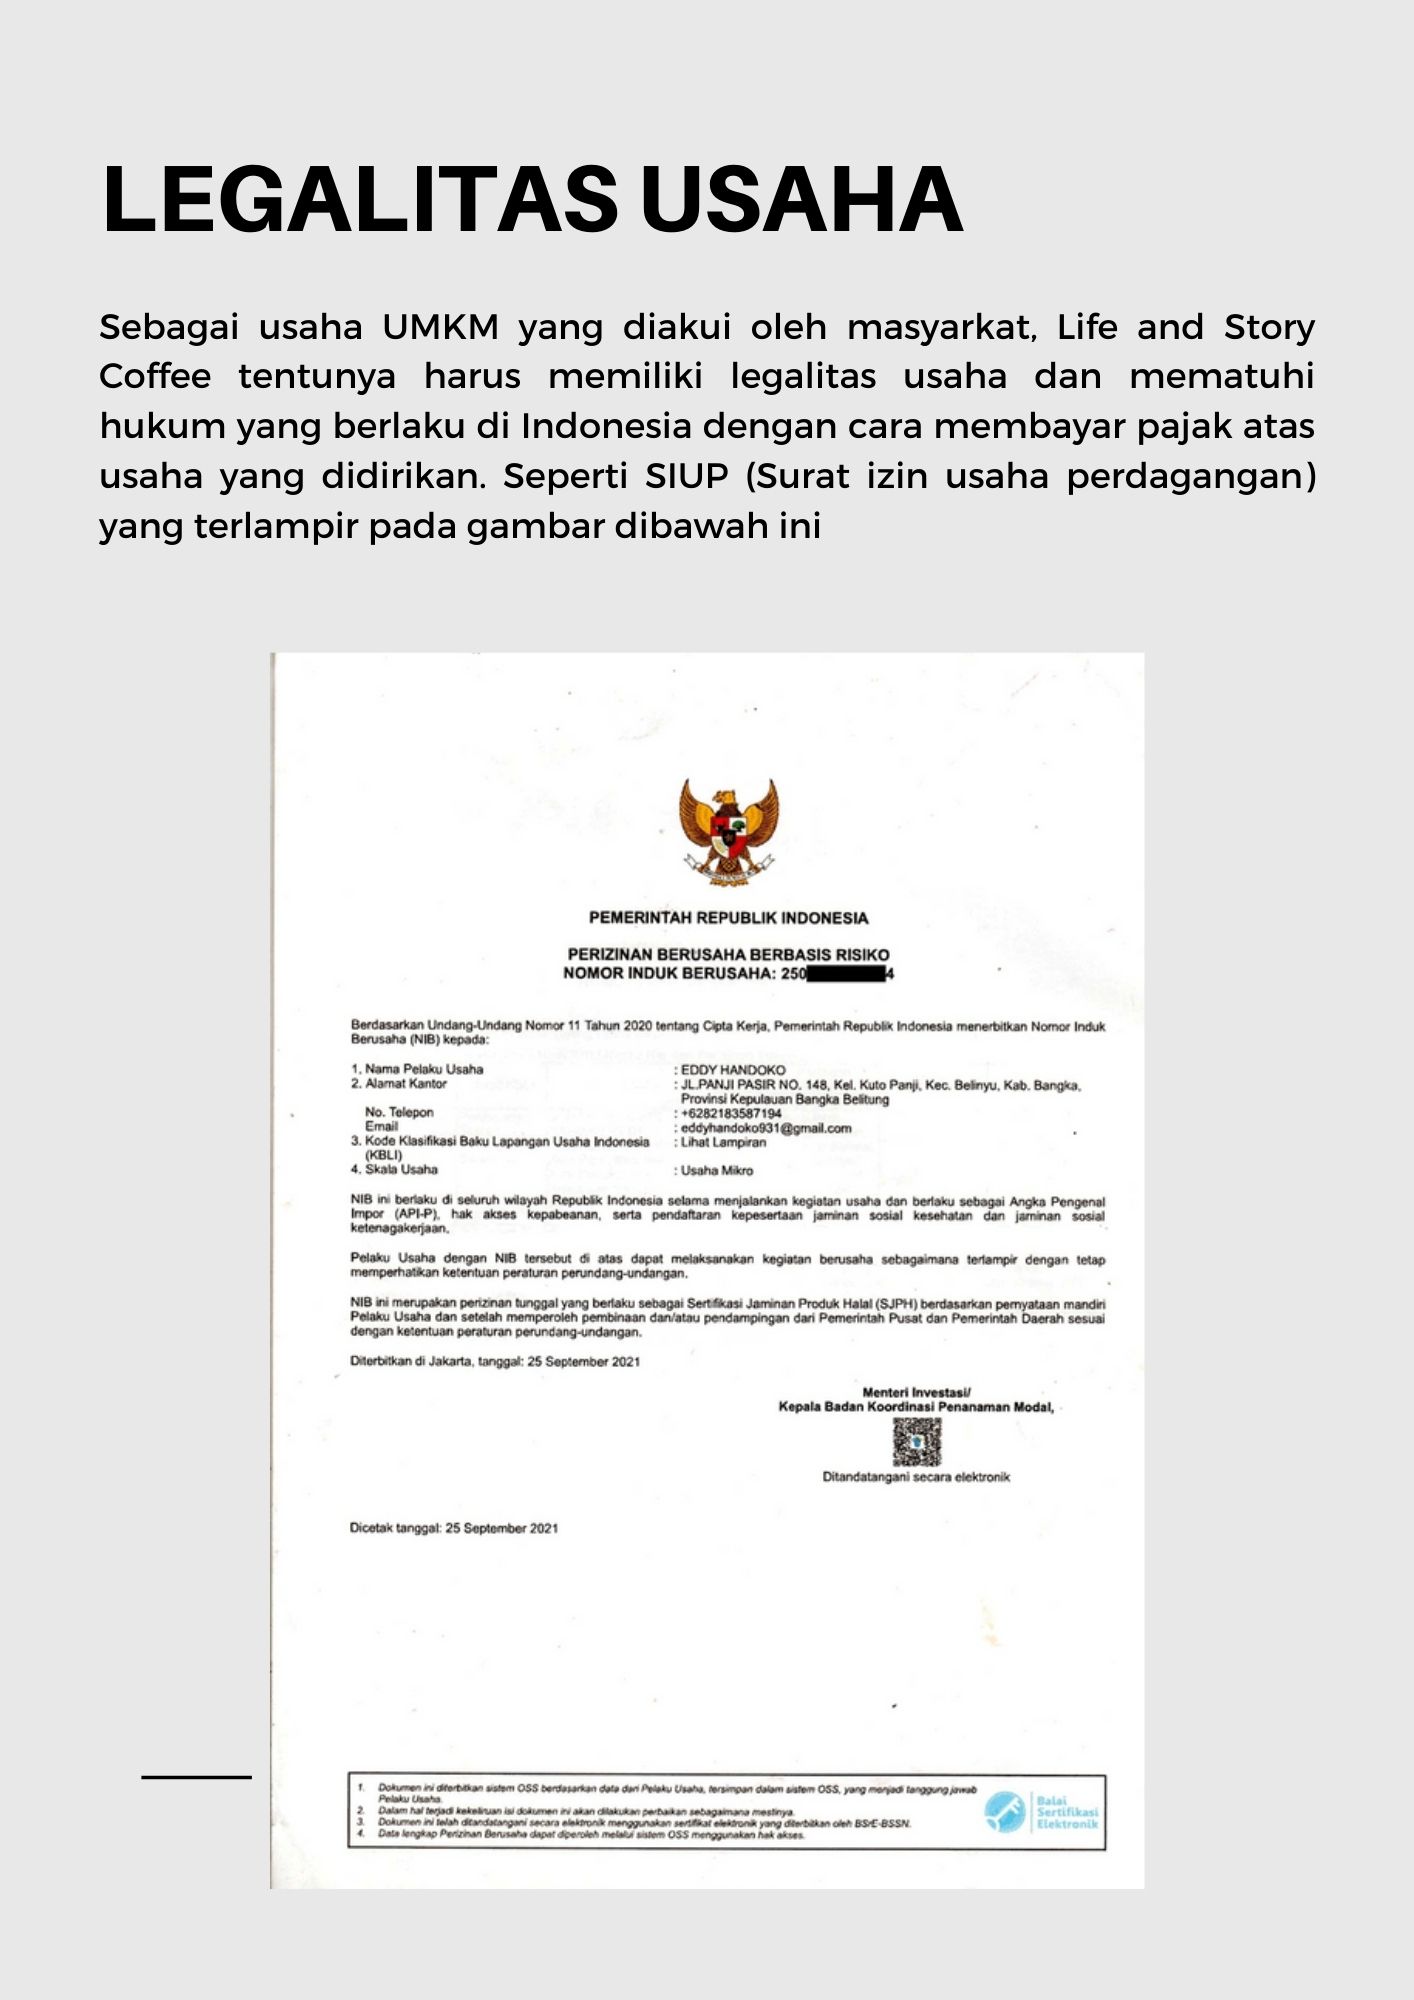 LEGALITAS USAHA
Sebagai usaha UMKM yang diakui oleh masyarkat, Life and Story
Coffee tentunya harus memiliki legalitas usaha dan mematuhi
hukum yang berlaku di Indonesia dengan cara membayar pajak atas
usaha yang didirikan. Seperti SIUP (Surat izin usaha perdagangan)
yang terlampir pada gambar dibawah ini
PEMERINTAH REPUBLIK INDONESIA
PERIZINAN BERUSAHA BERBASIS RISIKO
NOMOR INDUK BERUSAHA: 250 4
Berdasarkan Undang-Undang Nomor 11 Tahun 2020 tentang Cipta Kerja, Pemerintah Republik Indonesia menerbitkan Nomor Induk
Berusaha (NIB) kepada:
1. Nama Pelaku Usaha : EDDY HANDOKO
2. Alamat Kantor : JL.PANJI PASIR NO. 148, Kel. Kuto Panji, Kec. Belinyu, Kab. Bangka,
Provinsi Kepulauan Bangka Belitung
No. Telepon : +6282183587194
Email : eddyhandoko931@gmail.com
3. Kode Klasifikasi Baku Lapangan Usaha Indonesia : Lihat Lampiran
(KBLI)
4. Skala Usaha : Usaha Mikro
NIB ini berlaku di seluruh wilayah Republik Indonesia selama menjalankan kegiatan usaha dan berlaku sebagai Angka Pengenal
Impor (API-P), hak akses kepabeanan, serta pendaftaran kepesertaan jaminan sosial kesehatan dan jaminan sosial
ketenagakerjaan.
Pelaku Usaha dengan NIB tersebut di atas dapat melaksanakan kegiatan berusaha sebagaimana terlampir dengan tetap
memperhatikan ketentuan peraturan perundang-undangan.
NIB ini merupakan perizinan tunggal yang berlaku sebagai Sertifikasi Jaminan Produk Halal (SJPH) berdasarkan pernyataan mandiri
Pelaku Usaha dan setelah memperoleh pembinaan dan/atau pendampingan dari Pemerintah Pusat dan Pemerintah Daerah sesuai
dengan ketentuan peraturan perundang-undangan.
Diterbitkan di Jakarta, tanggal: 25 September 2021
Menteri Investasi/
Kepala Badan Koordinasi Penanaman Modal,
Ditandatangani secara elektronik
Dicetak tanggal: 25 September 2021
1. Dokumen ini diterbitkan sistem OSS berdasarkan data dari Pelaku Usaha, tersimpan dalam sistem OSS, yang menjadi tanggung jawab
Pelaku Usaha.
2. Dalam hal terjadi kekeliruan isi dokumen ini akan dilakukan perbaikan sebagaimana mestinya.
3. Dokumen ini telah ditandatangani secara elektronik menggunakan sertifikat elektronik yang diterbitkan oleh BSrE-BSSN.
4. Data lengkap Perizinan Berusaha dapat diperoleh melalui sistem OSS menggunakan hak akses.
Balai
Sertifikasi
Elektronik